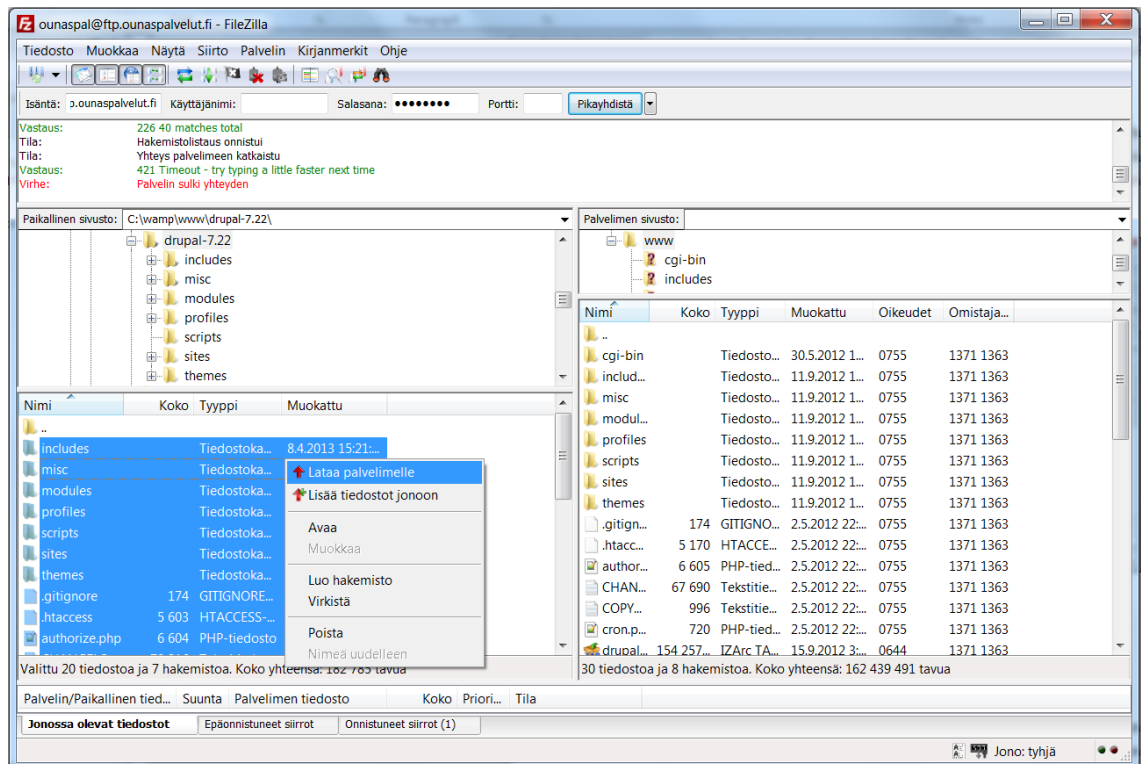 ounaspal@ftp.ounaspalvelut.fi - FileZilla
Tiedosto Muokkaa Näytä Siirto Palvelin Kirjanmerkit Ohje
Isäntä: ɔ.ounaspalvelut.fi Käyttäjänimi: Salasana: ●●●●●●●● Portti: Pikayhdistä
Vastaus: 226 40 matches total
Tila: Hakemistolistaus onnistui
Tila: Yhteys palvelimeen katkaistu
Vastaus: 421 Timeout - try typing a little faster next time
Virhe: Palvelin sulki yhteyden
Paikallinen sivusto: C:\wamp\www\drupal-7.22\
drupal-7.22
includes
misc
modules
profiles
scripts
sites
themes
Nimi Koko Tyyppi Muokattu
..
includes Tiedostoka... 8.4.2013 15:21:...
misc Tiedostoka...
modules Tiedostoka...
profiles Tiedostoka...
scripts Tiedostoka...
sites Tiedostoka...
themes Tiedostoka...
.gitignore 174 GITIGNORE...
.htaccess 5 603 HTACCESS-...
authorize.php 6 604 PHP-tiedosto
Lataa palvelimelle
Lisää tiedostot jonoon
Avaa
Muokkaa
Luo hakemisto
Virkistä
Poista
Nimeä uudelleen
Valittu 20 tiedostoa ja 7 hakemistoa. Koko yhteensä: 182 785 tavua
Palvelimen sivusto:
www
cgi-bin
includes
Nimi Koko Tyyppi Muokattu Oikeudet Omistaja...
..
cgi-bin Tiedosto... 30.5.2012 1... 0755 1371 1363
includ... Tiedosto... 11.9.2012 1... 0755 1371 1363
misc Tiedosto... 11.9.2012 1... 0755 1371 1363
modul... Tiedosto... 11.9.2012 1... 0755 1371 1363
profiles Tiedosto... 11.9.2012 1... 0755 1371 1363
scripts Tiedosto... 11.9.2012 1... 0755 1371 1363
sites Tiedosto... 11.9.2012 1... 0755 1371 1363
themes Tiedosto... 11.9.2012 1... 0755 1371 1363
.gitign... 174 GITIGNO... 2.5.2012 22:... 0755 1371 1363
.htacc... 5 170 HTACCE... 2.5.2012 22:... 0755 1371 1363
author... 6 605 PHP-tied... 2.5.2012 22:... 0755 1371 1363
CHAN... 67 690 Tekstitie... 2.5.2012 22:... 0755 1371 1363
COPY... 996 Tekstitie... 2.5.2012 22:... 0755 1371 1363
cron.p... 720 PHP-tied... 2.5.2012 22:... 0755 1371 1363
drupal... 154 257... IZArc TA... 15.9.2012 3:... 0644 1371 1363
30 tiedostoa ja 8 hakemistoa. Koko yhteensä: 162 439 491 tavua
Palvelin/Paikallinen tied... Suunta Palvelimen tiedosto Koko Priori... Tila
Jonossa olevat tiedostot Epäonnistuneet siirrot Onnistuneet siirrot (1)
Jono: tyhjä